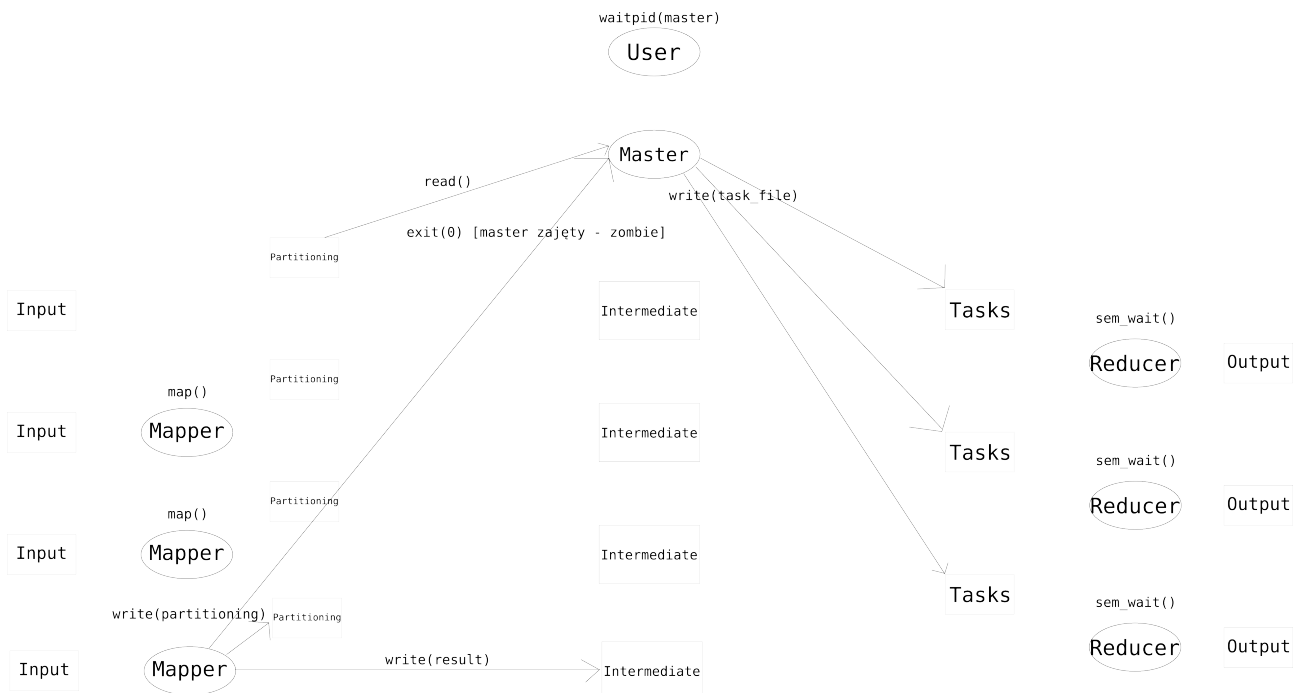 waitpid(master)
User
Master
read()
write(task_file)
exit(0) [master zajęty - zombie]
Partitioning
Input
Intermediate
Tasks
sem_wait()
Reducer
Output
Partitioning
map()
Input
Mapper
Intermediate
Tasks
sem_wait()
Reducer
Output
Partitioning
map()
Input
Mapper
Intermediate
Tasks
sem_wait()
Reducer
Output
write(partitioning)
Partitioning
Input
Mapper
write(result)
Intermediate